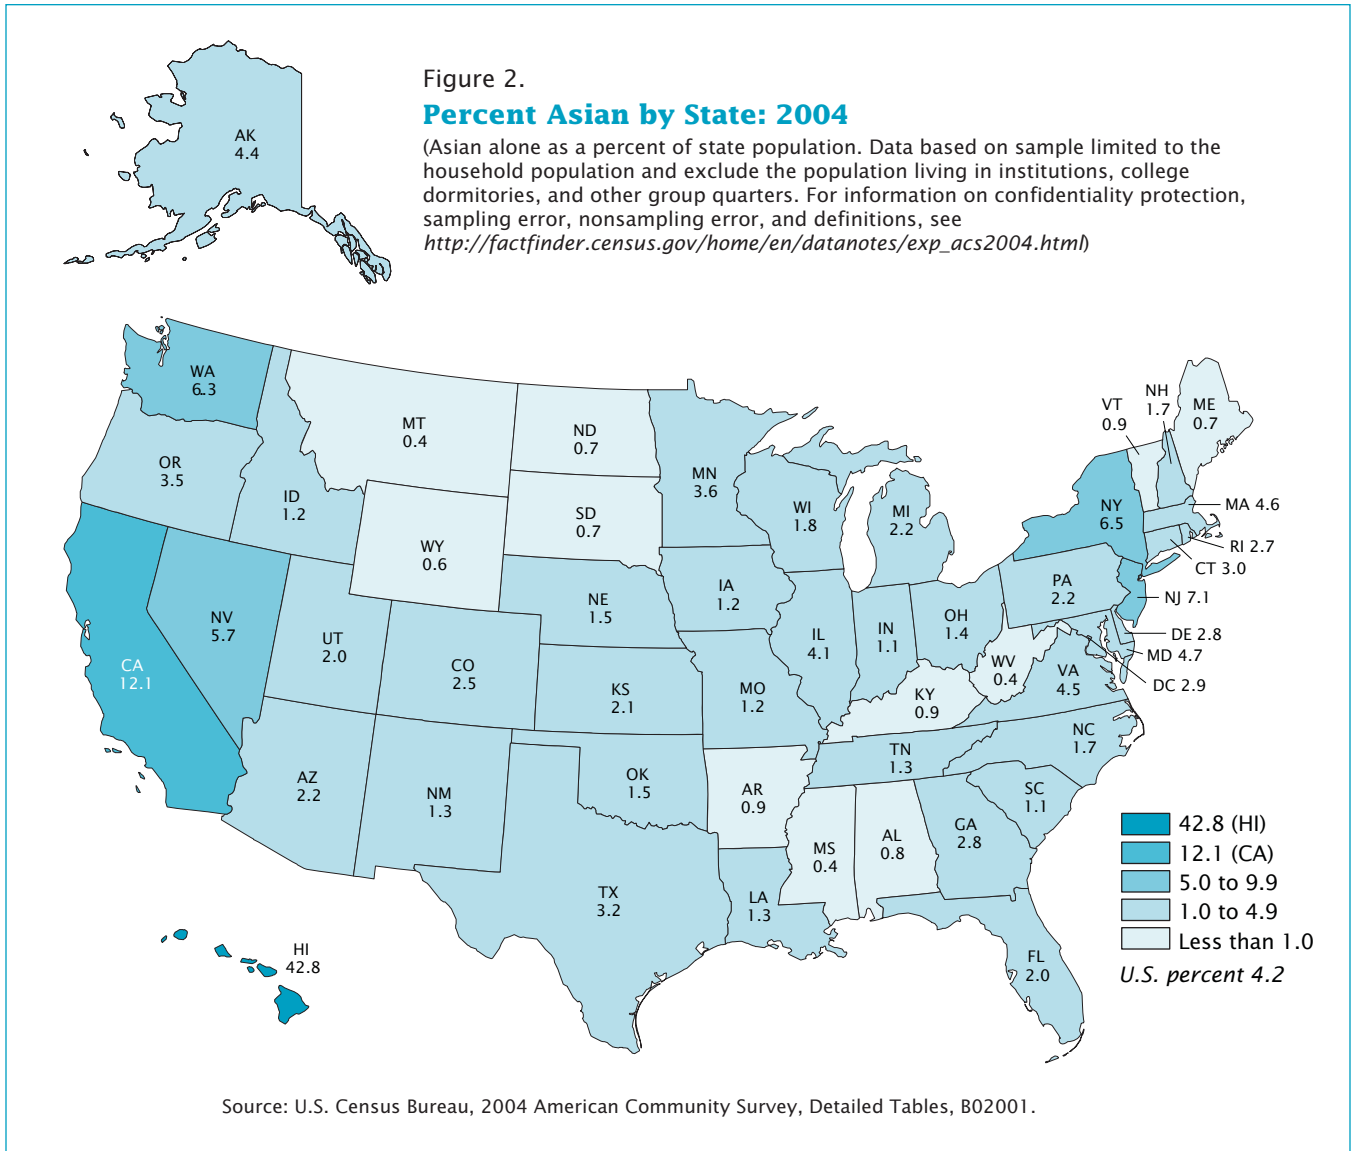 Figure 2.
Percent Asian by State: 2004
(Asian alone as a percent of state population. Data based on sample limited to the
household population and exclude the population living in institutions, college
dormitories, and other group quarters. For information on confidentiality protection,
sampling error, nonsampling error, and definitions, see
http://factfinder.census.gov/home/en/datanotes/exp_acs2004.html)
AK
4.4
WA
6.3
MT
0.4
ND
0.7
MN
3.6
VT
0.9
NH
1.7
ME
0.7
OR
3.5
ID
1.2
WY
0.6
SD
0.7
WI
1.8
MI
2.2
NY
6.5
MA 4.6
RI 2.7
CT 3.0
NJ 7.1
DE 2.8
MD 4.7
DC 2.9
NV
5.7
UT
2.0
CO
2.5
NE
1.5
IA
1.2
IL
4.1
IN
1.1
OH
1.4
PA
2.2
CA
12.1
KS
2.1
MO
1.2
KY
0.9
WV
0.4
VA
4.5
NC
1.7
TN
1.3
SC
1.1
AZ
2.2
NM
1.3
OK
1.5
AR
0.9
MS
0.4
AL
0.8
GA
2.8
TX
3.2
LA
1.3
FL
2.0
HI
42.8
42.8 (HI)
12.1 (CA)
5.0 to 9.9
1.0 to 4.9
Less than 1.0
U.S. percent 4.2
Source: U.S. Census Bureau, 2004 American Community Survey, Detailed Tables, B02001.